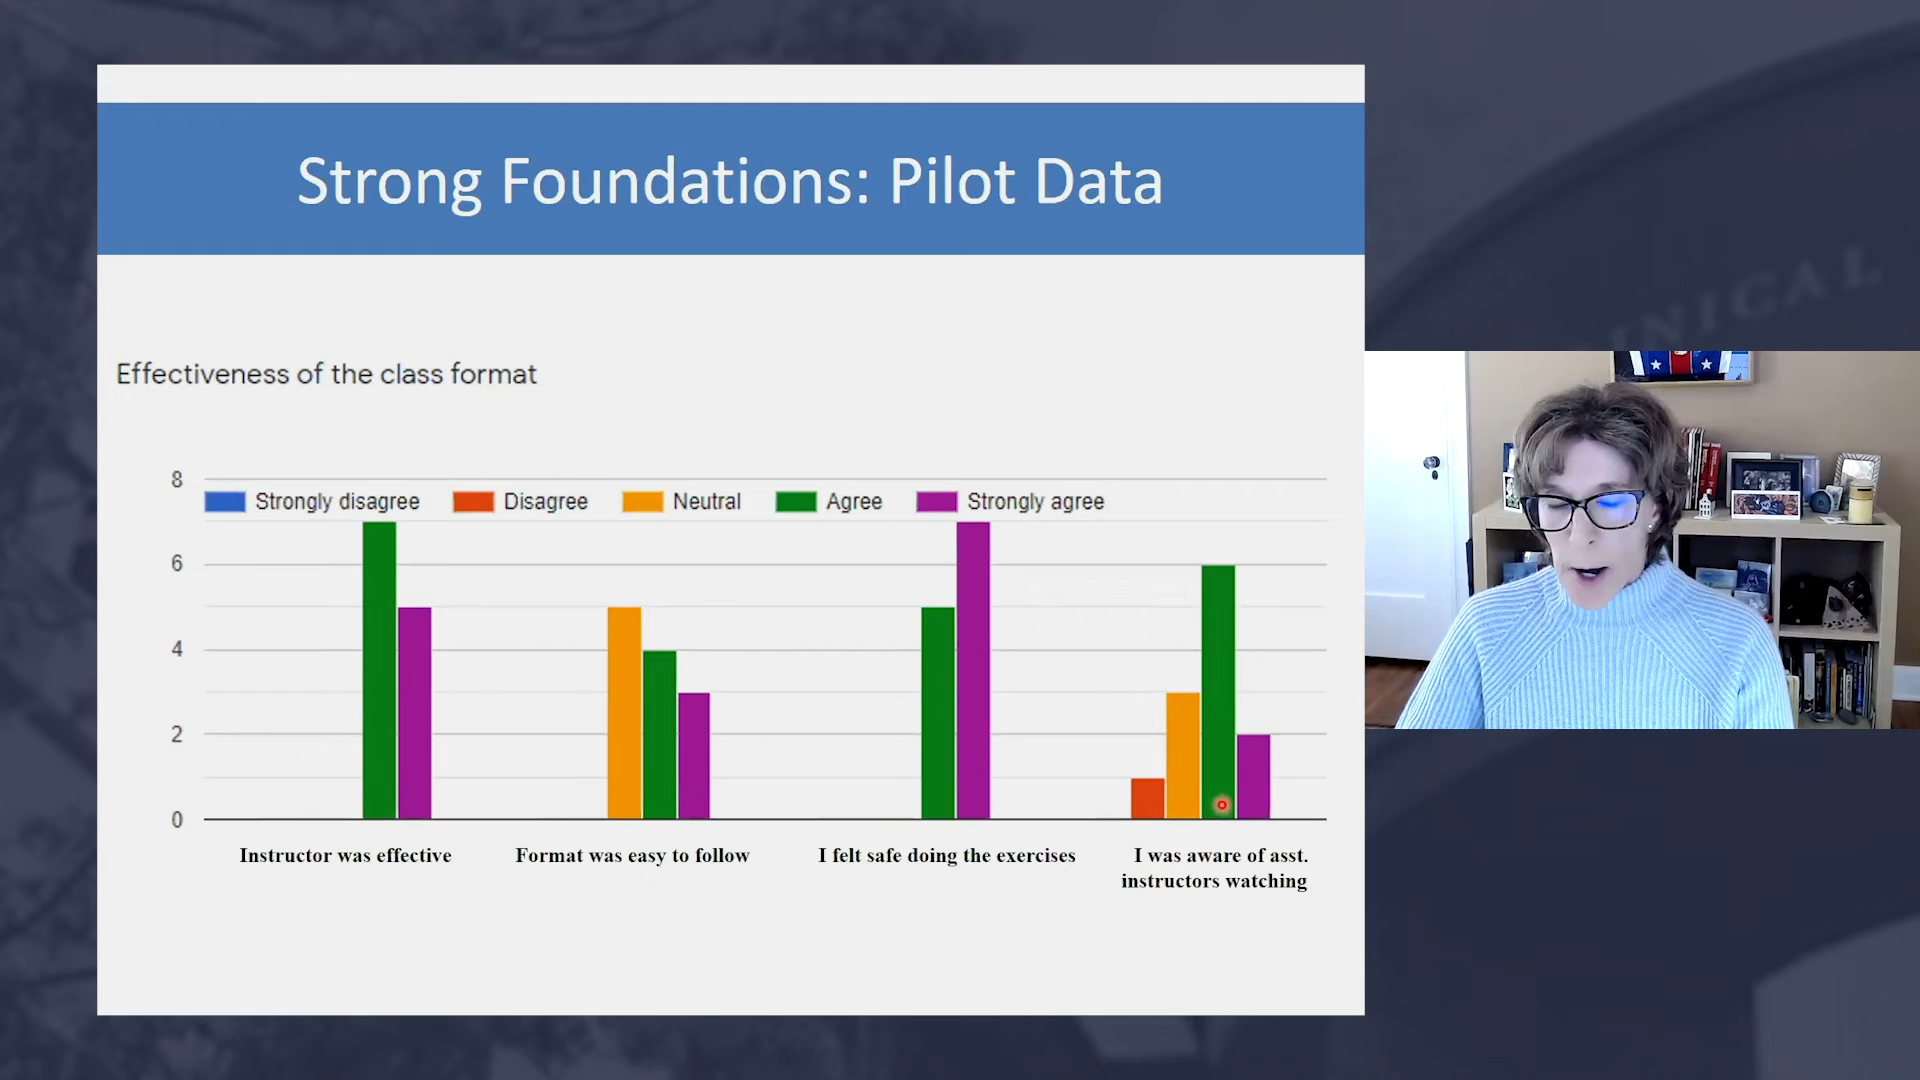 Strong Foundations: Pilot Data
Effectiveness of the class format
8
Strongly disagree Disagree Neutral Agree Strongly agree
6
4
2
0
Instructor was effective Format was easy to follow I felt safe doing the exercises I was aware of asst.
instructors watching